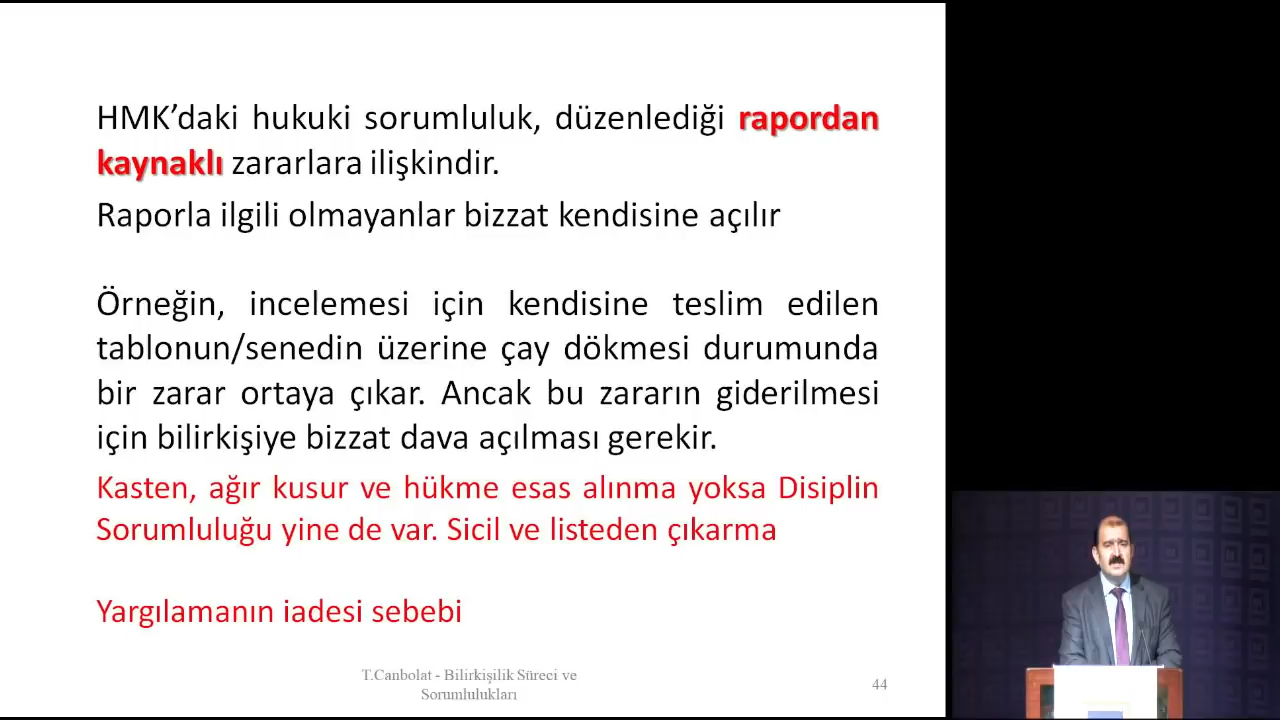 HMK’daki hukuki sorumluluk, düzenlediği rapordan
kaynaklı zararlara ilişkindir.
Raporla ilgili olmayanlar bizzat kendisine açılır
Örneğin, incelemesi için kendisine teslim edilen
tablonun/senedin üzerine çay dökmesi durumunda
bir zarar ortaya çıkar. Ancak bu zararın giderilmesi
için bilirkişiye bizzat dava açılması gerekir.
Kasten, ağır kusur ve hükme esas alınma yoksa Disiplin
Sorumluluğu yine de var. Sicil ve listeden çıkarma
Yargılamanın iadesi sebebi
T.Canbolat - Bilirkişilik Süreci ve
Sorumlulukları
44